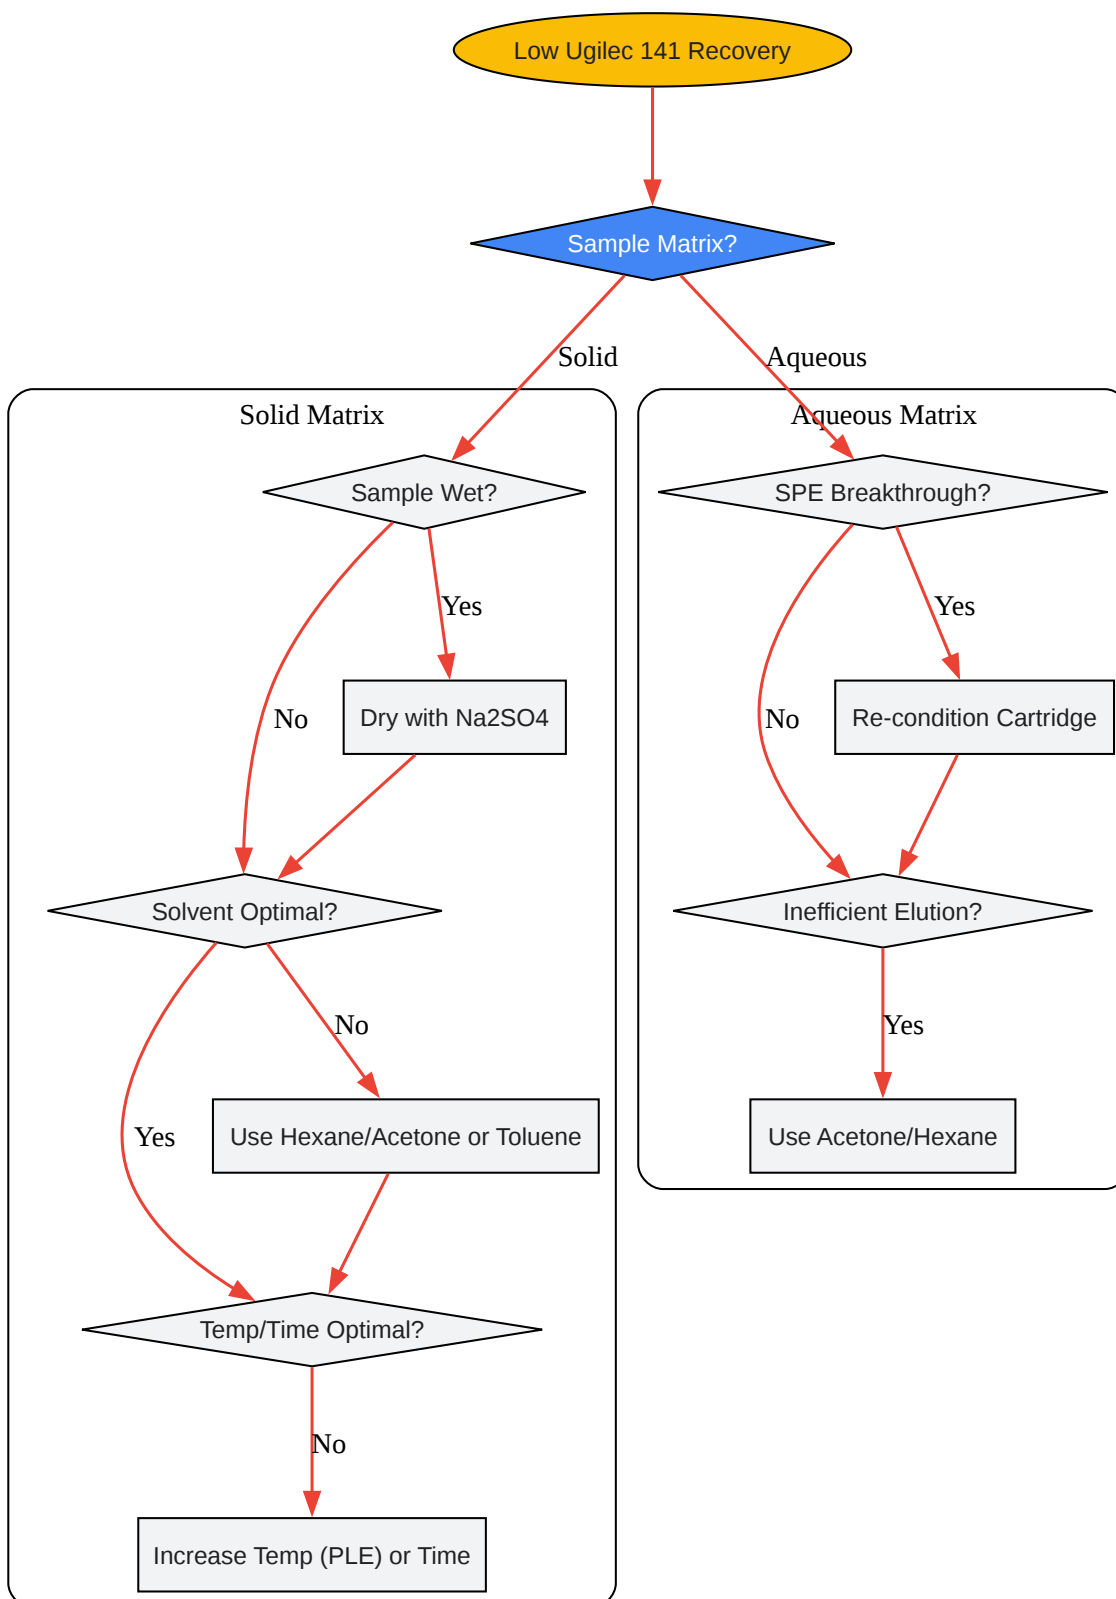 Low Ugilec 141 Recovery
Sample Matrix?
Solid
Aqueous
Solid Matrix
Aqueous Matrix
Sample Wet?
SPE Breakthrough?
Yes
Yes
No
Dry with Na2SO4
No
Re-condition Cartridge
Solvent Optimal?
Inefficient Elution?
No
Yes
Yes
Use Hexane/Acetone or Toluene
Use Acetone/Hexane
Temp/Time Optimal?
No
Increase Temp (PLE) or Time